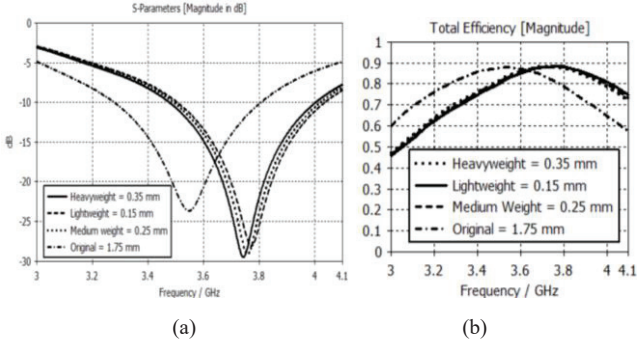 S-Parameters [Magnitude in dB]
0
-5
-10
-15
-20
-25
-30
dB
Heavyweight = 0.35 mm
Lightweight = 0.15 mm
Medium weight = 0.25 mm
Original = 1.75 mm
3 3.2 3.4 3.6 3.8 4 4.1
Frequency / GHz
(a)
Total Efficiency [Magnitude]
1
0.9
0.8
0.7
0.6
0.5
0.4
0.3
0.2
0.1
0
Heavyweight = 0.35 mm
Lightweight = 0.15 mm
Medium Weight = 0.25 mm
Original = 1.75 mm
3 3.2 3.4 3.6 3.8 4.1
Frequency / GHz
(b)